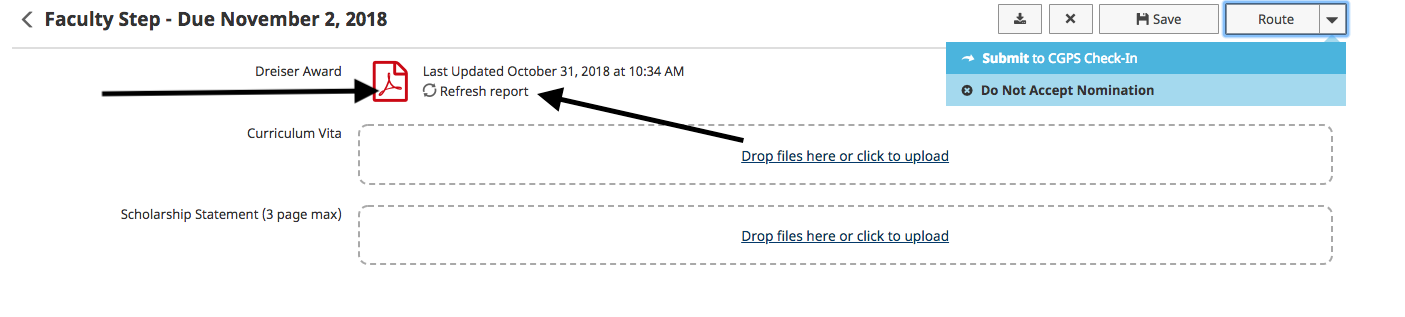 Faculty Step - Due November 2, 2018
Save
Route
Submit to CGPS Check-In
Do Not Accept Nomination
Dreiser Award
Last Updated October 31, 2018 at 10:34 AM
Refresh report
Curriculum Vita
Drop files here or click to upload
Scholarship Statement (3 page max)
Drop files here or click to upload